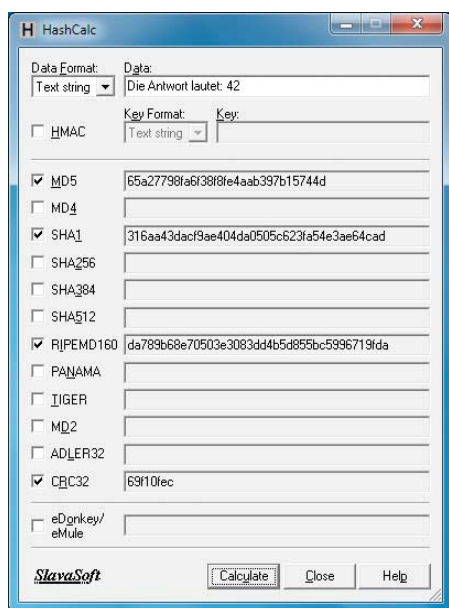 HashCalc
Data Format: Data:
Text string Die Antwort lautet: 42
Key Format: Key:
HMAC Text string
MD5 65a27798fa6f38f8fe4aab397b15744d
MD4
SHA1 316aa43dacf9ae404da0505c623fa54e3ae64cad
SHA256
SHA384
SHA512
RIPEMD160 da789b68e70503e3083dd4b5d855bc5996719fda
PANAMA
TIGER
MD2
ADLER32
CRC32 69f10fec
eDonkey/
eMule
SlavaSoft Calculate Close Help